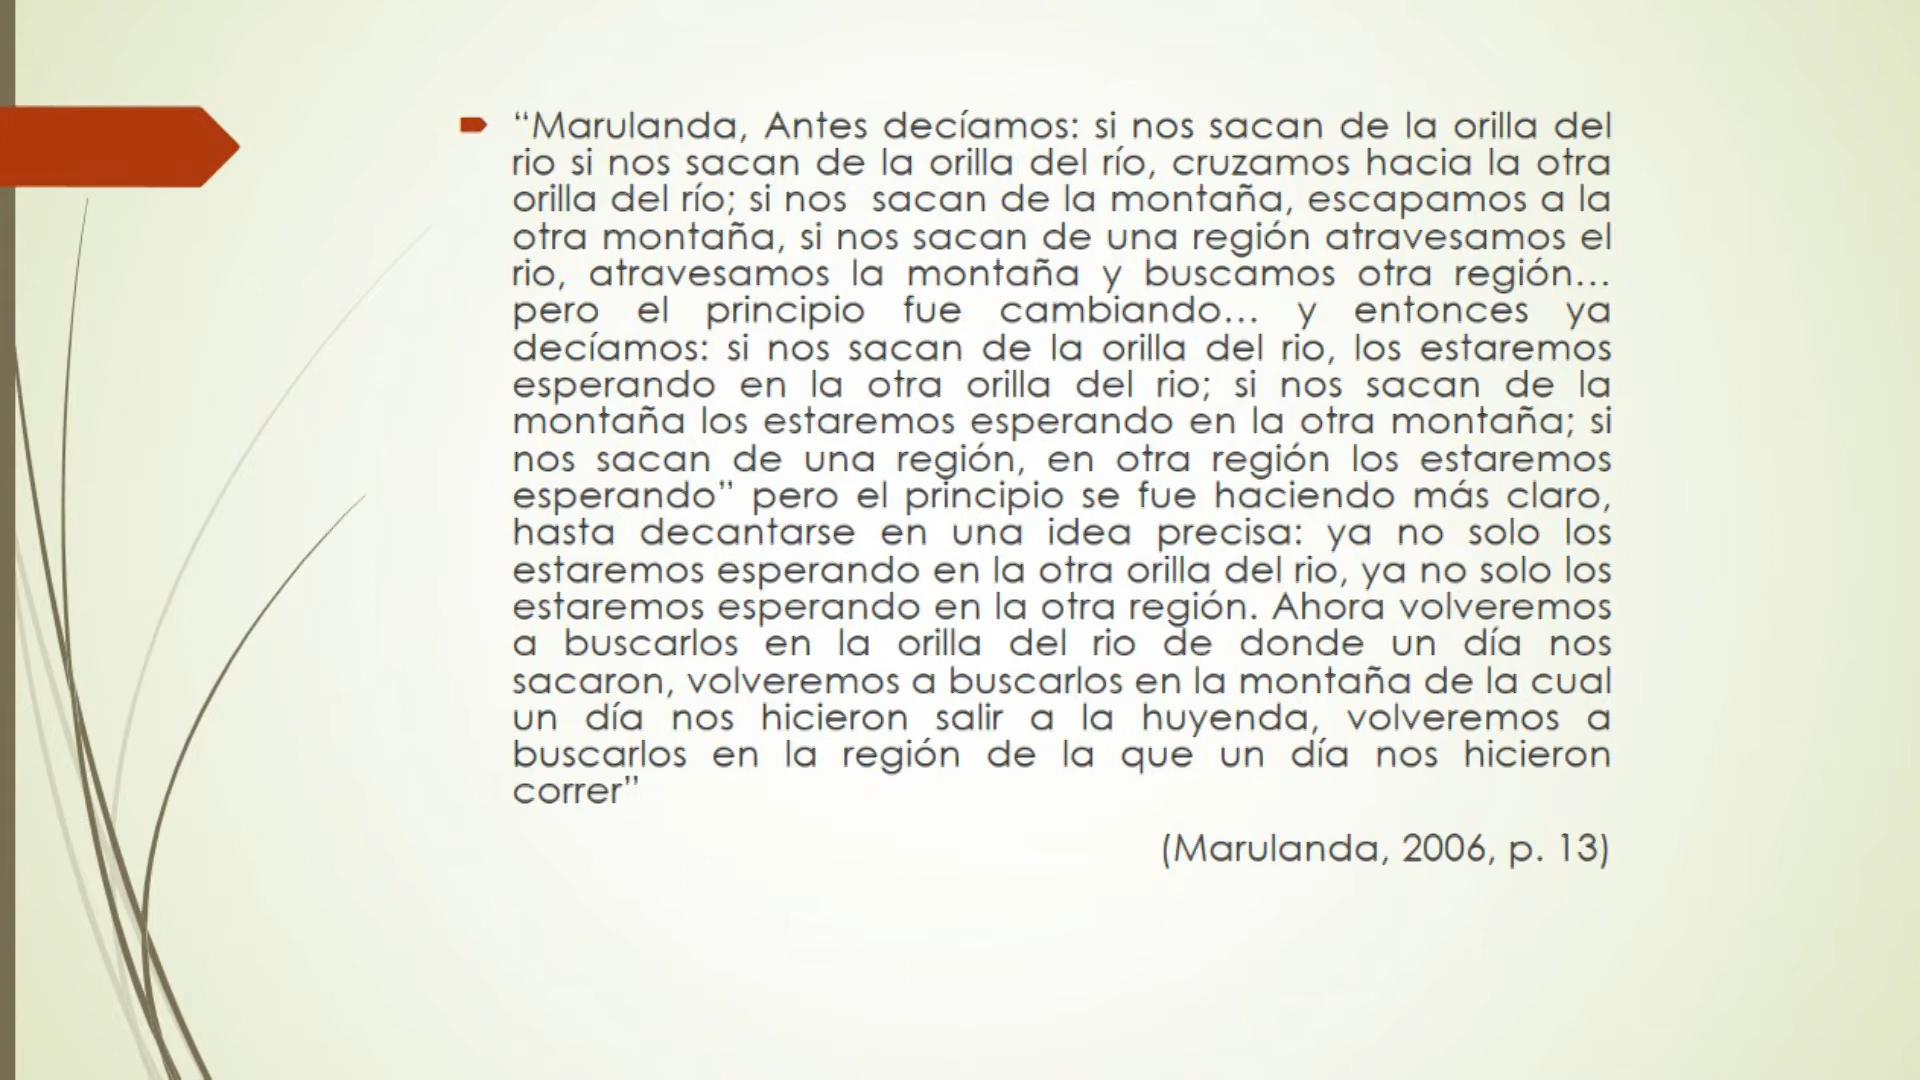 “Marulanda, Antes decíamos: si nos sacan de la orilla del
rio si nos sacan de la orilla del río, cruzamos hacia la otra
orilla del río; si nos  sacan de la montaña, escapamos a la
otra montaña, si nos sacan de una región atravesamos el
rio, atravesamos la montaña y buscamos otra región…
pero el principio fue cambiando… y entonces ya
decíamos: si nos sacan de la orilla del rio, los estaremos
esperando en la otra orilla del rio; si nos sacan de la
montaña los estaremos esperando en la otra montaña; si
nos sacan de una región, en otra región los estaremos
esperando” pero el principio se fue haciendo más claro,
hasta decantarse en una idea precisa: ya no solo los
estaremos esperando en la otra orilla del rio, ya no solo los
estaremos esperando en la otra región. Ahora volveremos
a buscarlos en la orilla del rio de donde un día nos
sacaron, volveremos a buscarlos en la montaña de la cual
un día nos hicieron salir a la huyenda, volveremos a
buscarlos en la región de la que un día nos hicieron
correr”
(Marulanda, 2006, p. 13)